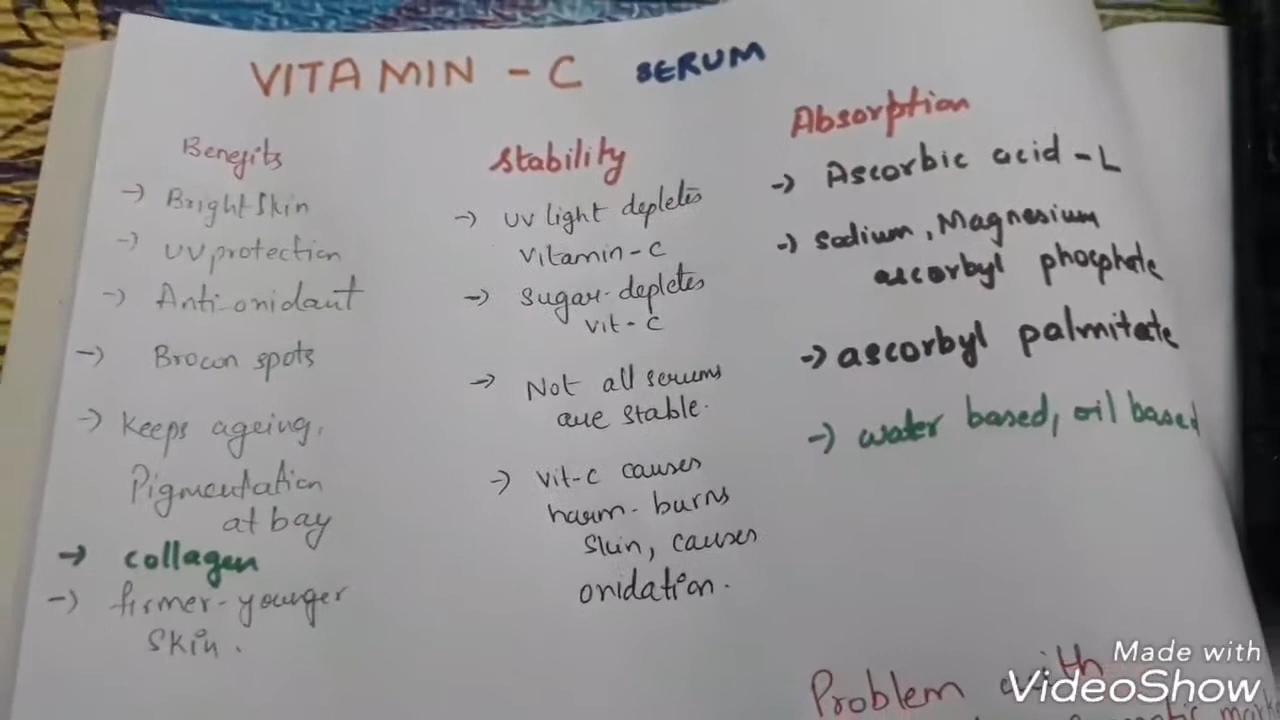 VITAMIN - C SERUM
Benefits
→ Bright Skin
→ UV protection
→ Anti-oxidant
→ Brown spots
→ Keeps ageing,
Pigmentation
at bay
→ collagen
→ firmer-younger
skin.
Stability
→ UV light depletes
vitamin-C
→ Sugar-depletes
vit-C
→ Not all serums
are stable.
→ Vit-C causes
harm-burns
skin, causes
oxidation.
Absorption
→ Ascorbic acid - L
→ Sodium, Magnesium
ascorbyl phosphate
→ ascorbyl palmitate
→ water based, oil based
Problem with
Made with
VideoShow